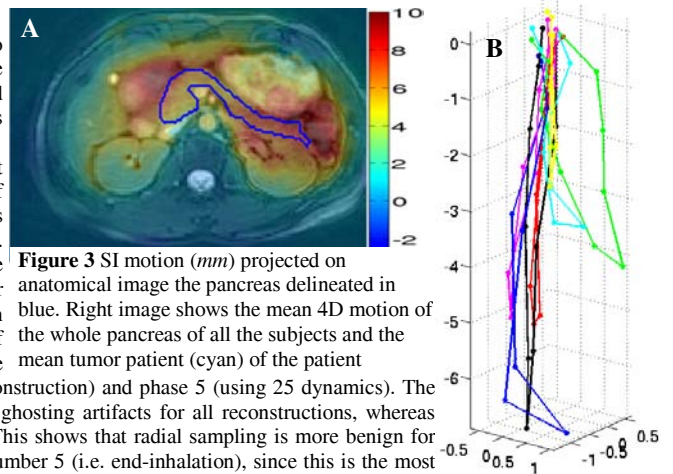 A
10
8
6
4
2
0
-2
B
0
-1
-2
-3
-4
-5
-6
-0.5 0 0.5 1
-1 -0.5 0 0.5
Figure 3 SI motion (mm) projected on
anatomical image the pancreas delineated in
blue. Right image shows the mean 4D motion of
the whole pancreas of all the subjects and the
mean tumor patient (cyan) of the patient
onstruction) and phase 5 (using 25 dynamics). The
ghosting artifacts for all reconstructions, whereas
This shows that radial sampling is more benign for
umber 5 (i.e. end-inhalation), since this is the most